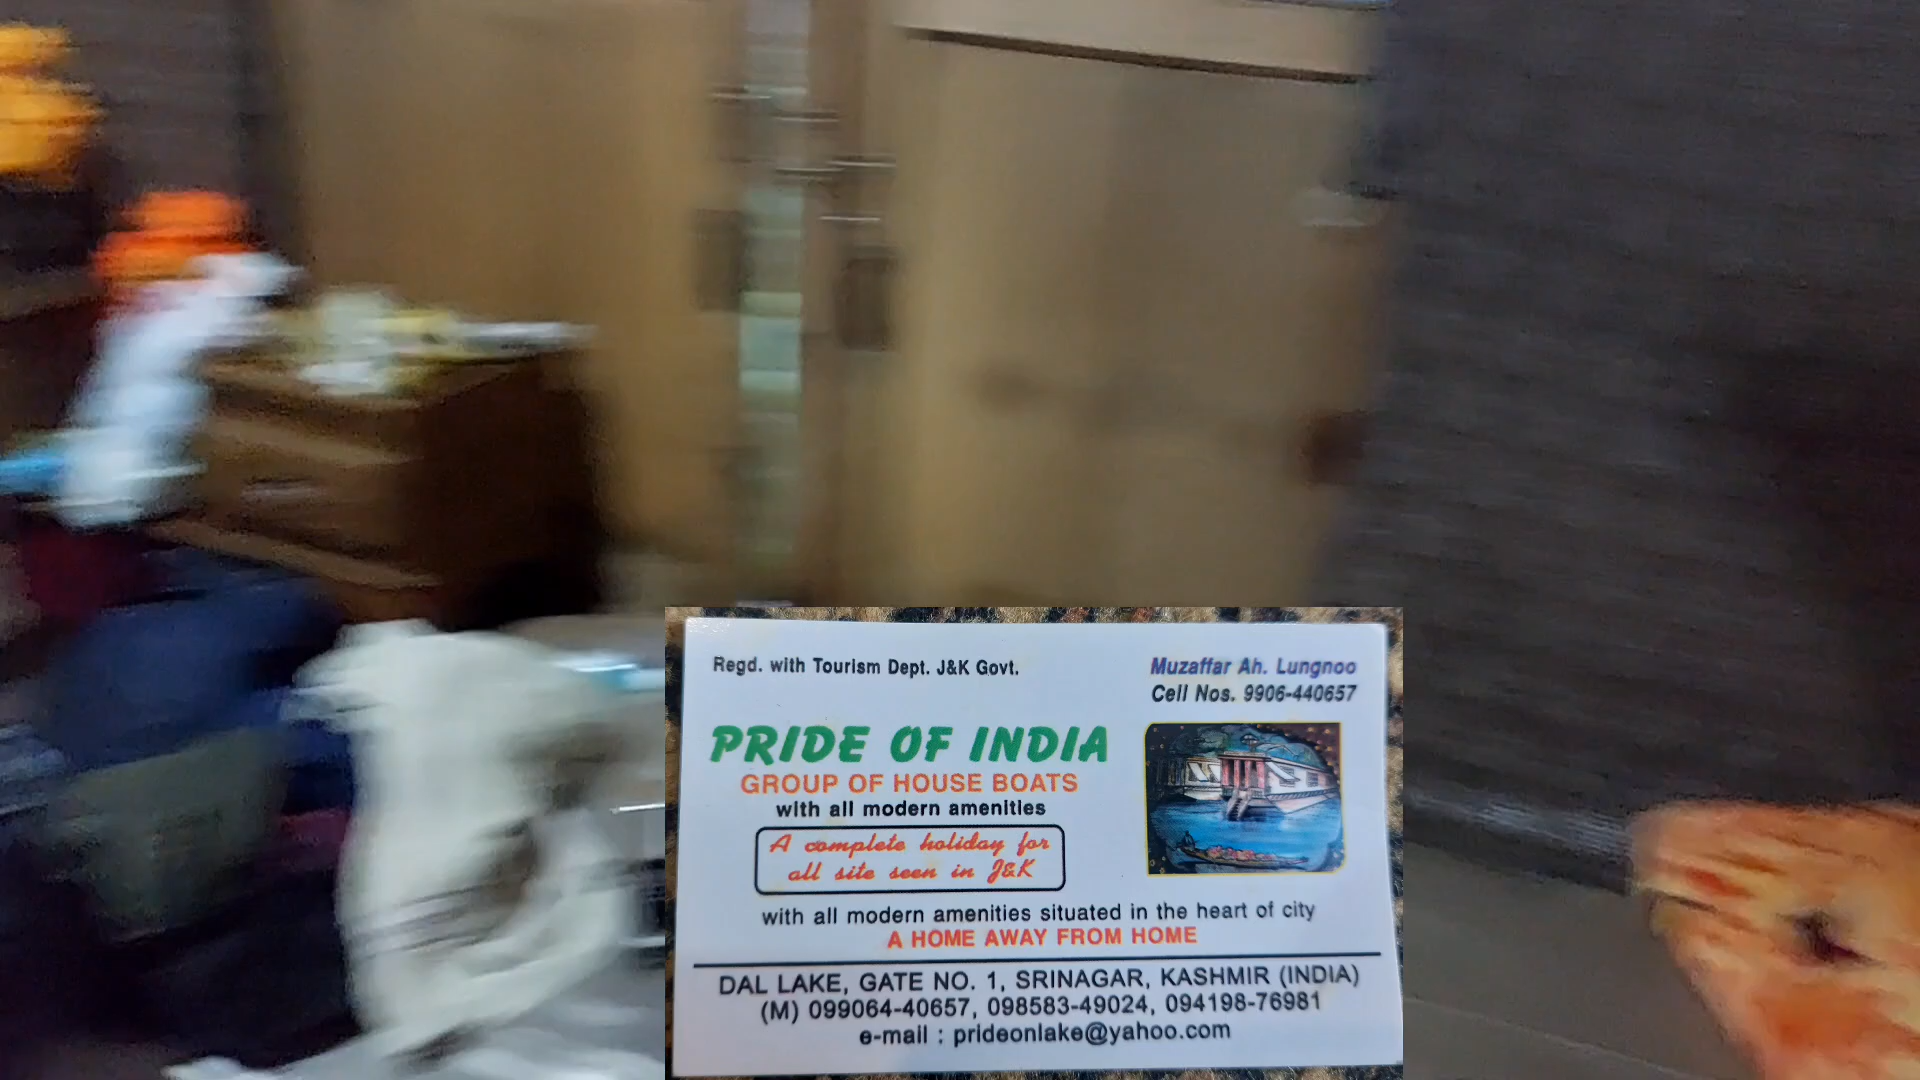 Regd. with Tourism Dept. J&K Govt.
Muzaffar Ah. Lungnoo
Cell Nos. 9906-440657
PRIDE OF INDIA
GROUP OF HOUSE BOATS
with all modern amenities
A complete holiday for
all site seen in J&K
with all modern amenities situated in the heart of city
A HOME AWAY FROM HOME
DAL LAKE, GATE NO. 1, SRINAGAR, KASHMIR (INDIA)
(M) 099064-40657, 098583-49024, 094198-76981
e-mail : prideonlake@yahoo.com